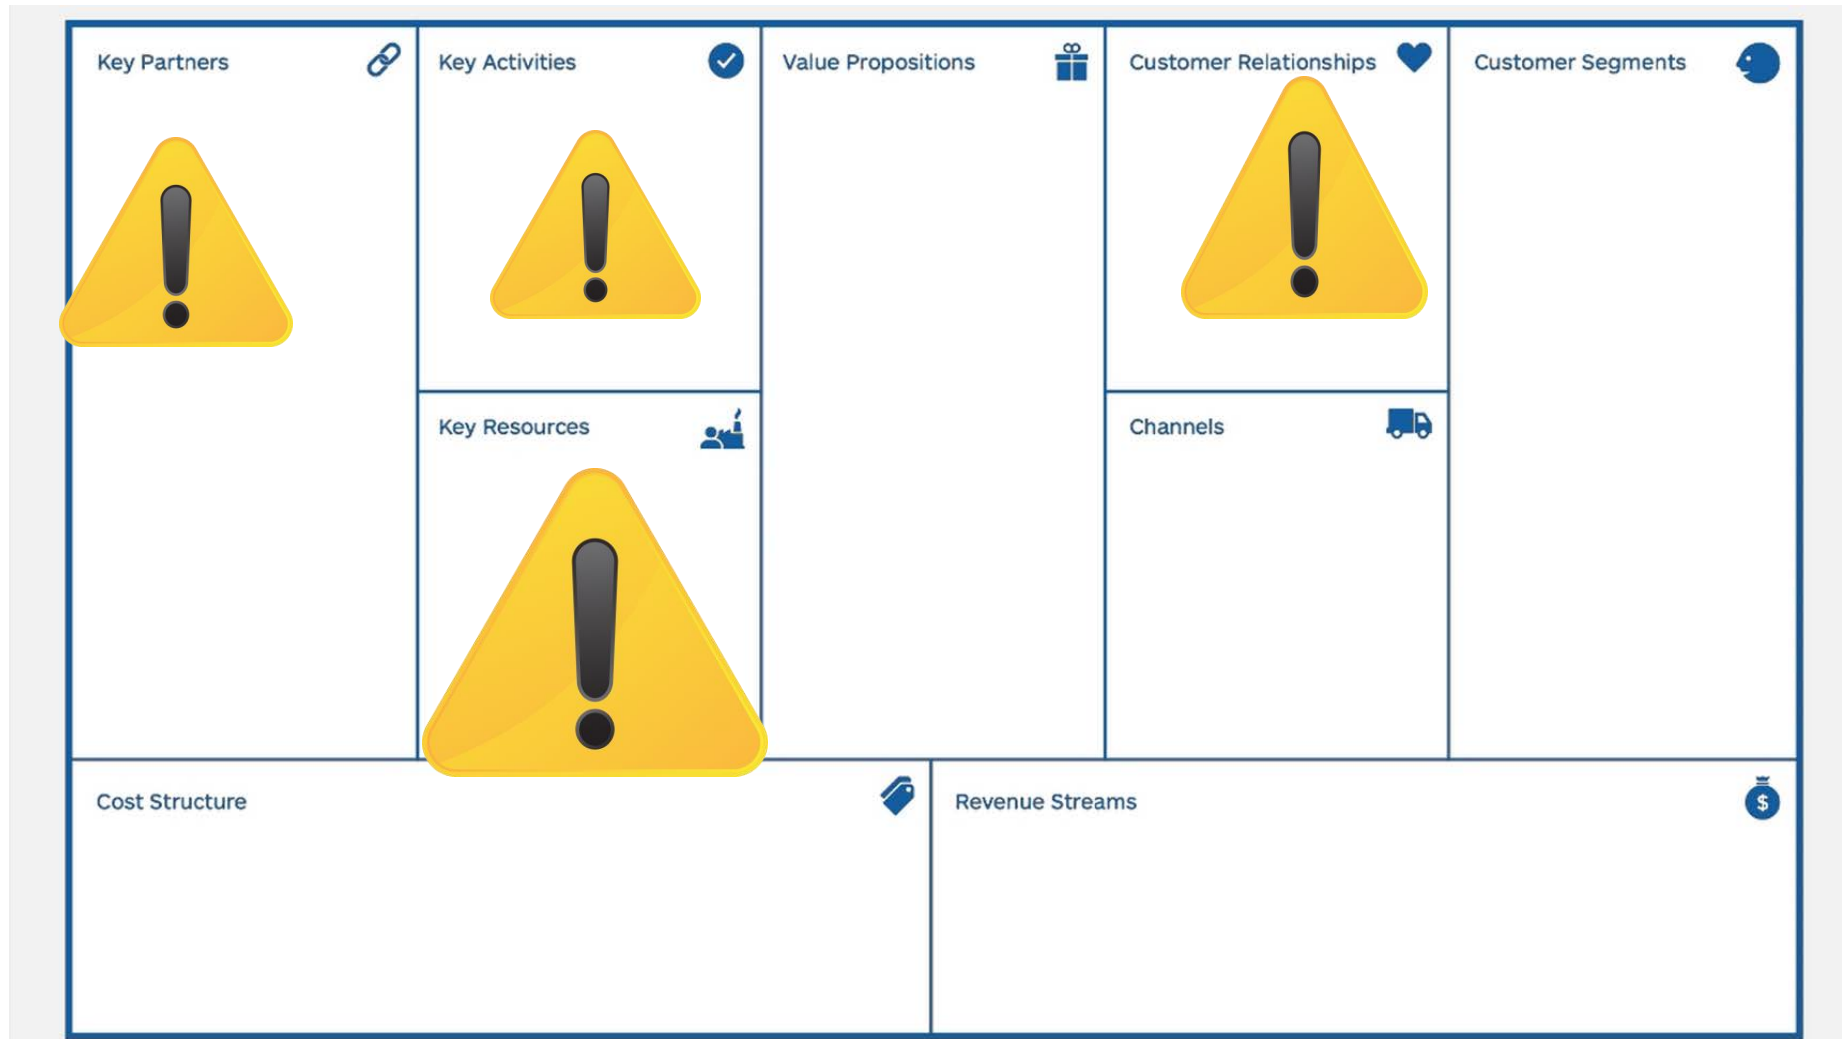 Key Partners
Key Activities
Value Propositions
Customer Relationships
Customer Segments
Key Resources
Channels
Cost Structure
Revenue Streams
$